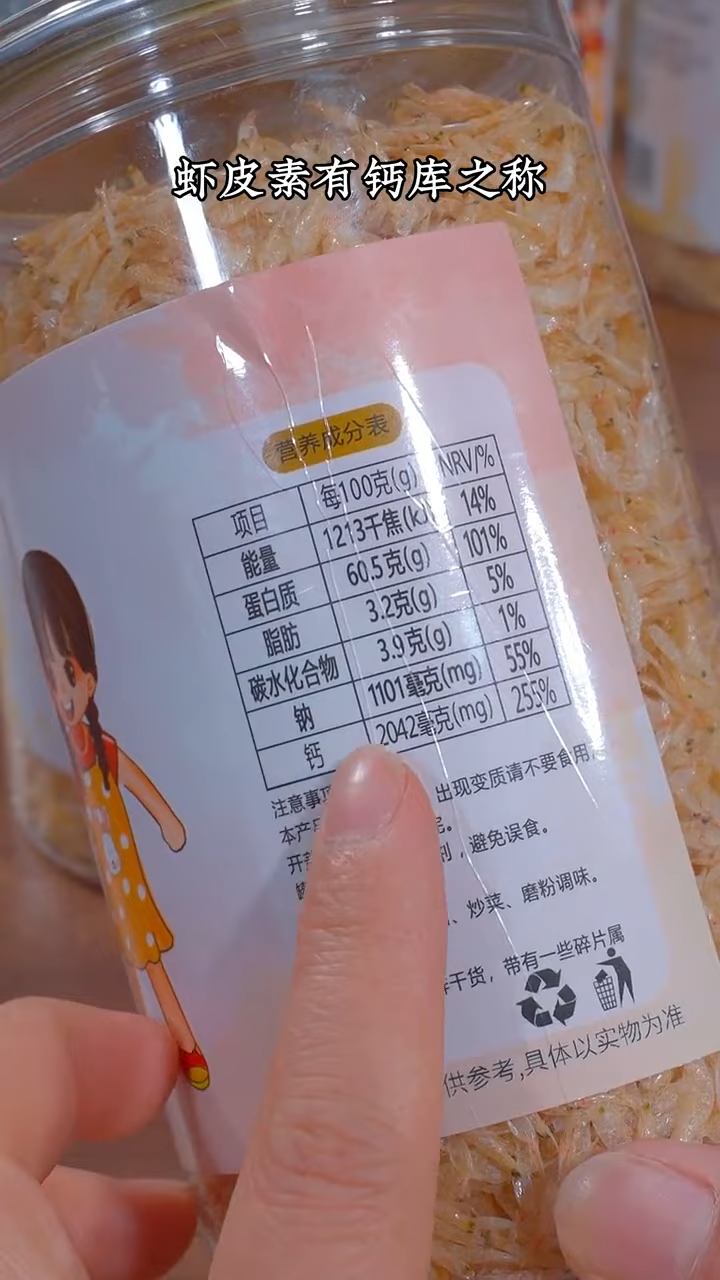 虾皮素有钙库之称
营养成分表
项目 每100克(g) NRV/%
能量 1213千焦(kJ) 14%
蛋白质 60.5克(g) 101%
脂肪 3.2克(g) 5%
碳水化合物 3.9克(g) 1%
钠 1101毫克(mg) 55%
钙 2042毫克(mg) 255%
注意事项 出现变质请不要食用
本产
开 剂,避免误食。
、炒菜、磨粉调味。
干货,带有一些碎片属
供参考,具体以实物为准